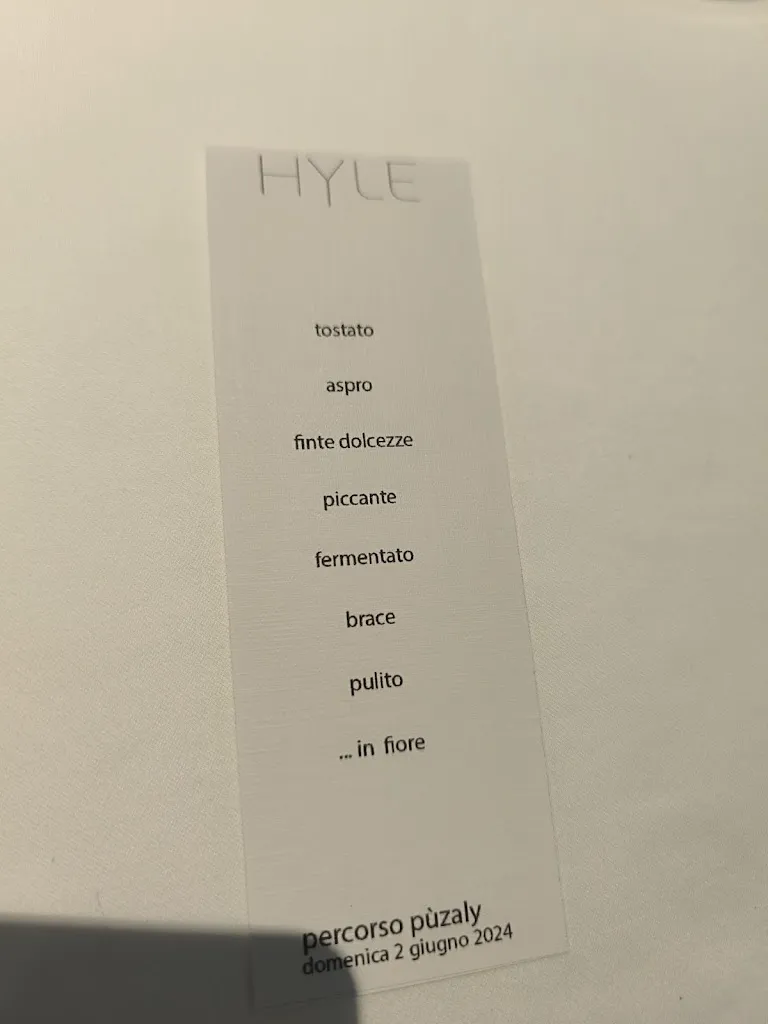 HYLE
tostato
aspro
finte dolcezze
piccante
fermentato
brace
pulito
... in fiore
percorso pùzaly
domenica 2 giugno 2024